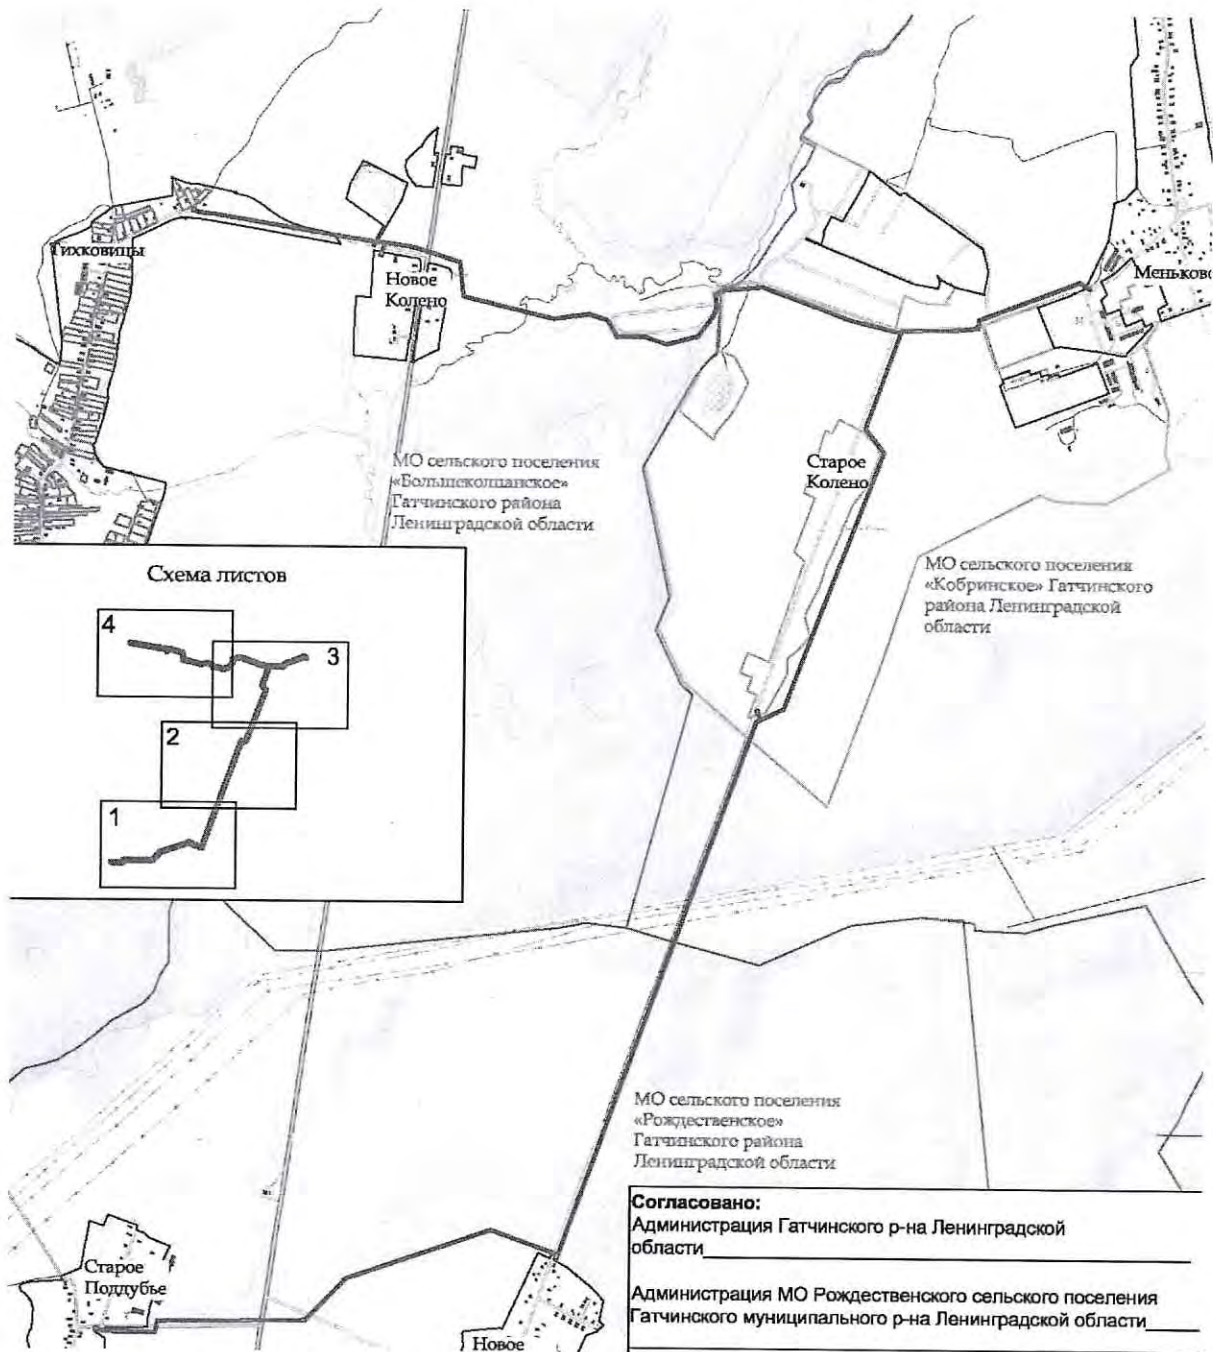 Тихковицы
Новое
Колено
Меньково
МО сельского поселения
«Большеколпанское»
Гатчинского района
Ленинградской области
Старое
Колено
МО сельского поселения
«Кобринское» Гатчинского
района Ленинградской
области
Схема листов
4
3
2
1
МО сельского поселения
«Рождественское»
Гатчинского района
Ленинградской области
Согласовано:
Администрация Гатчинского р-на Ленинградской
области
Администрация МО Рождественского сельского поселения
Гатчинского муниципального р-на Ленинградской области
Старое
Поддубье
Новое